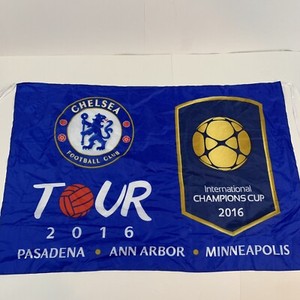 CHELSEA
FOOTBALL CLUB
TOUR
2016
International
CHAMPIONS CUP
2016
PASADENA • ANN ARBOR • MINNEAPOLIS